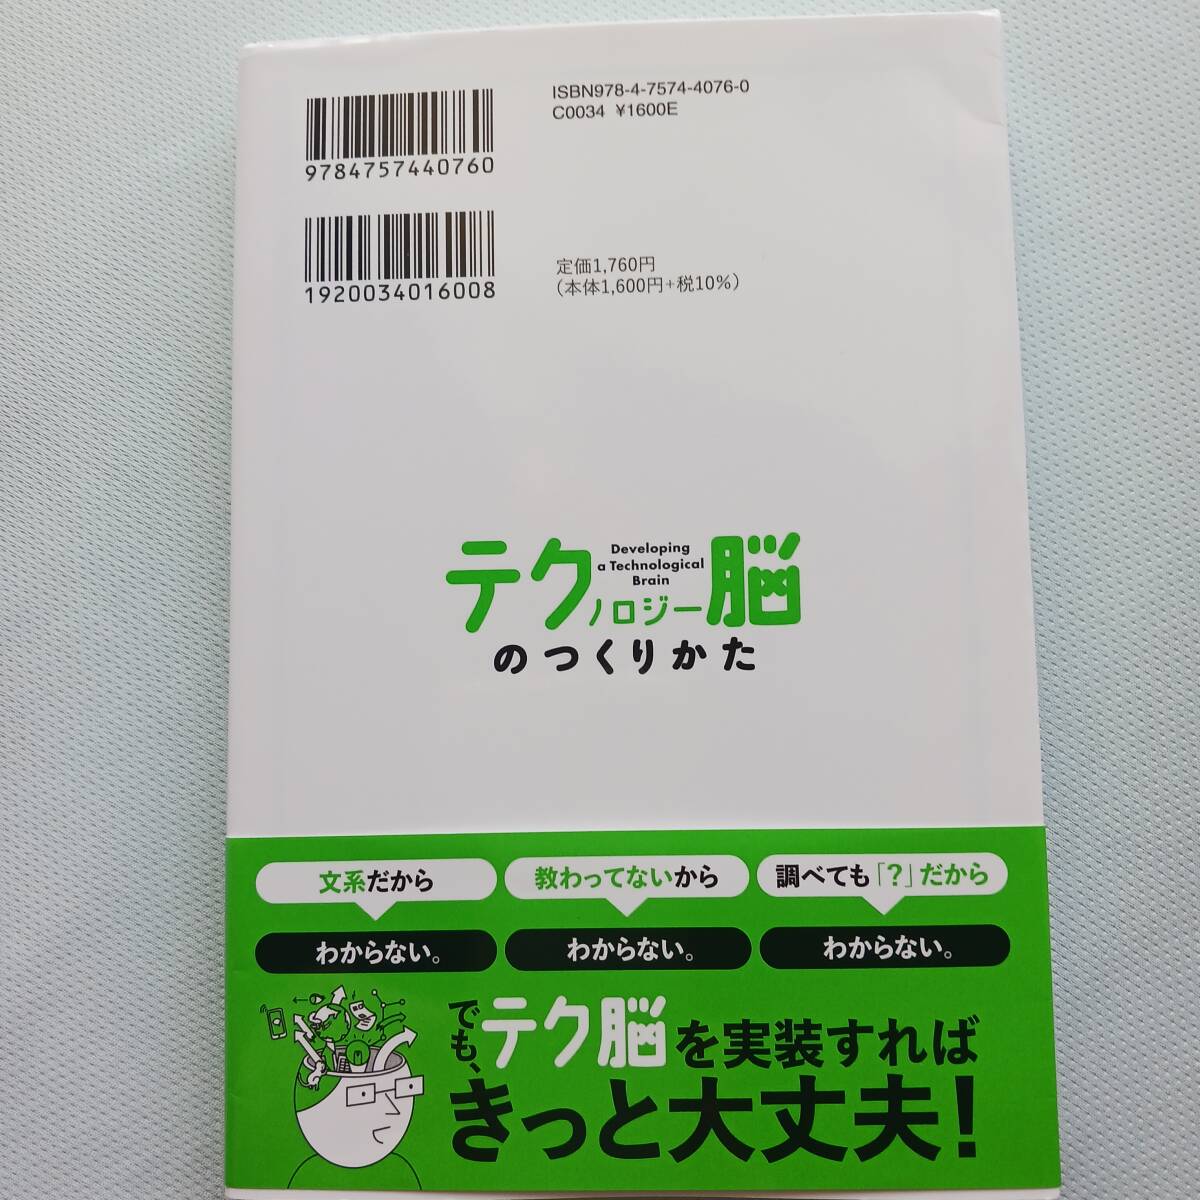 ISBN978-4-7574-4076-0
C0034 ¥1600E
9784757440760
1920034016008
定価1,760円
(本体1,600円+税10%)
Developing
a Technological
Brain
テクノロジー脳
のつくりかた
文系だから
わからない。
教わってないから
わからない。
調べても「?」だから
わからない。
でも、テク脳を実装すれば
きっと大丈夫!